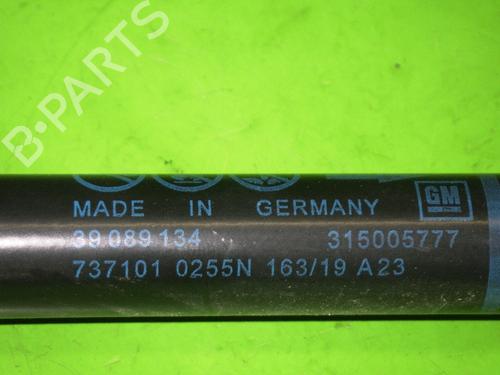 B-PARTS
MADE IN GERMANY
GM
39 089 134 315005777
737101 0255N 163/19 A23